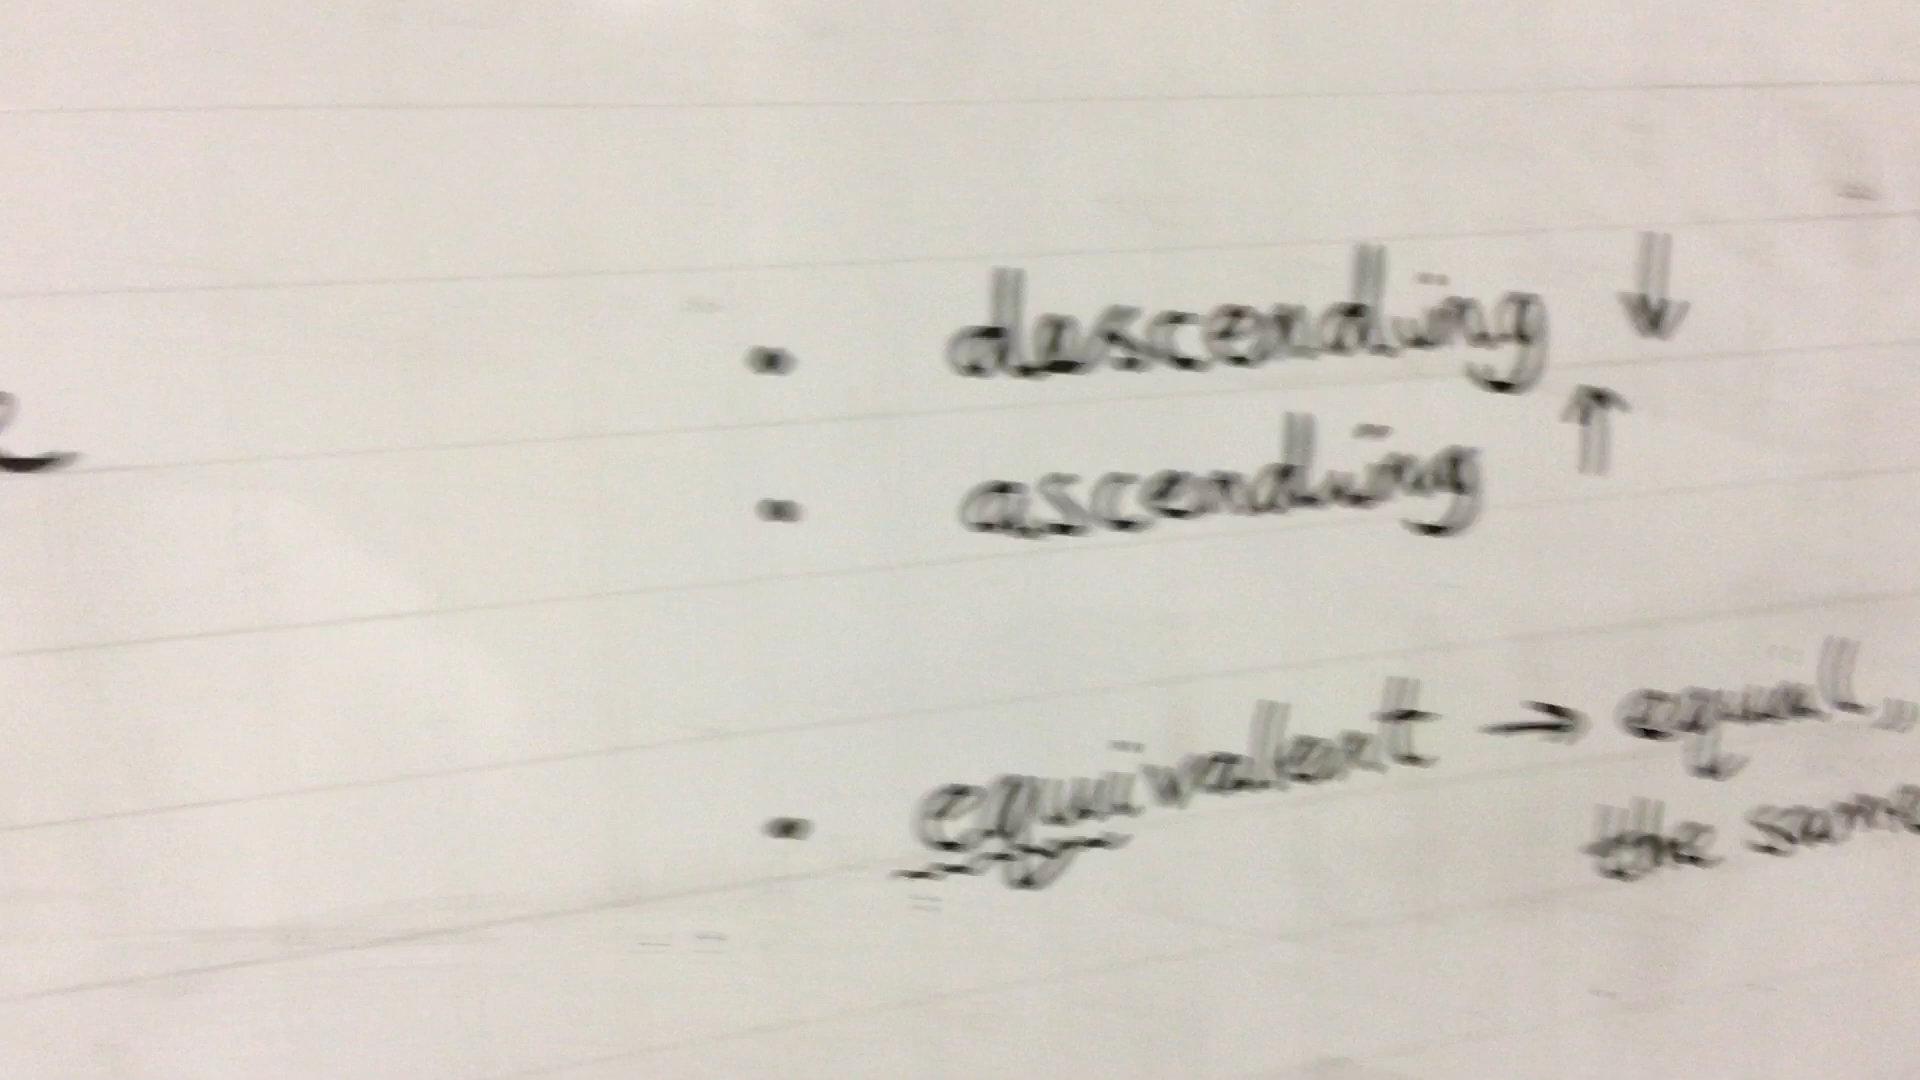 • descending ↓
• ascending ↑
• equivalent → equal,
the same